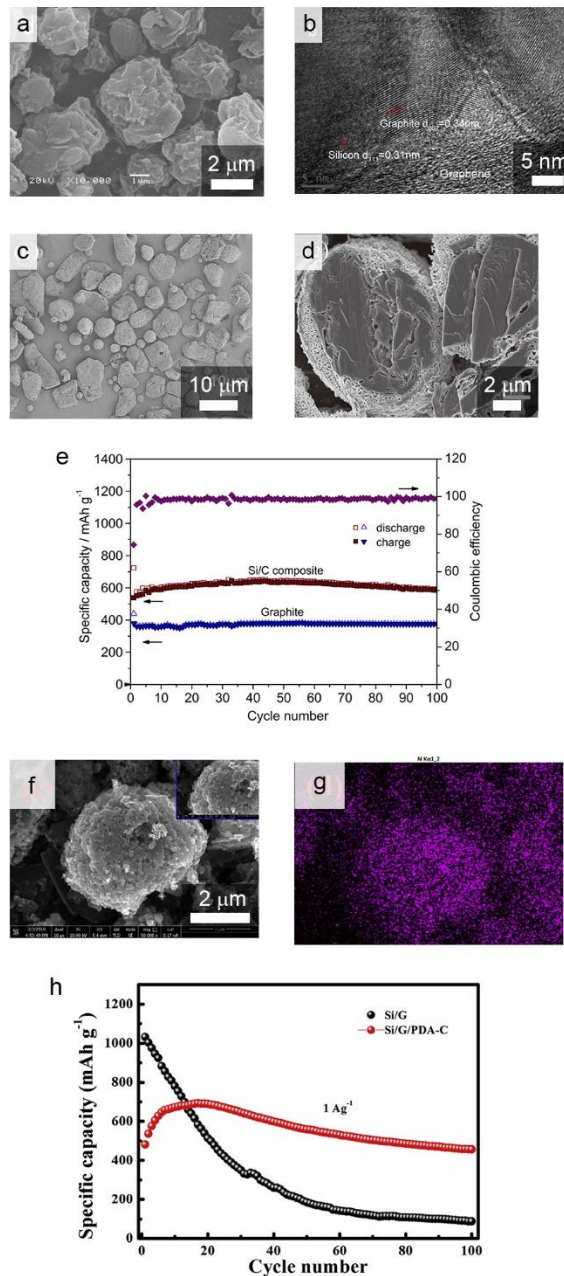 a
20kV X10,000 1µm
2 μm
b
Graphite d
=0.34nm
Silicon d
=0.31nm
Graphene
5 nm
c
10 μm
d
2 μm
e
1400
1200
1000
800
600
400
200
0
Specific capacity / mAh g-1
120
100
80
60
40
20
0
Coulombic efficiency
discharge
charge
Si/C composite
Graphite
0 10 20 30 40 50 60 70 80 90 100
Cycle number
f
2 μm
g
N Kα1_2
h
1200
1000
800
600
400
200
0
Specific capacity (mAh g-1)
Si/G
Si/G/PDA-C
1 Ag-1
0 20 40 60 80 100
Cycle number